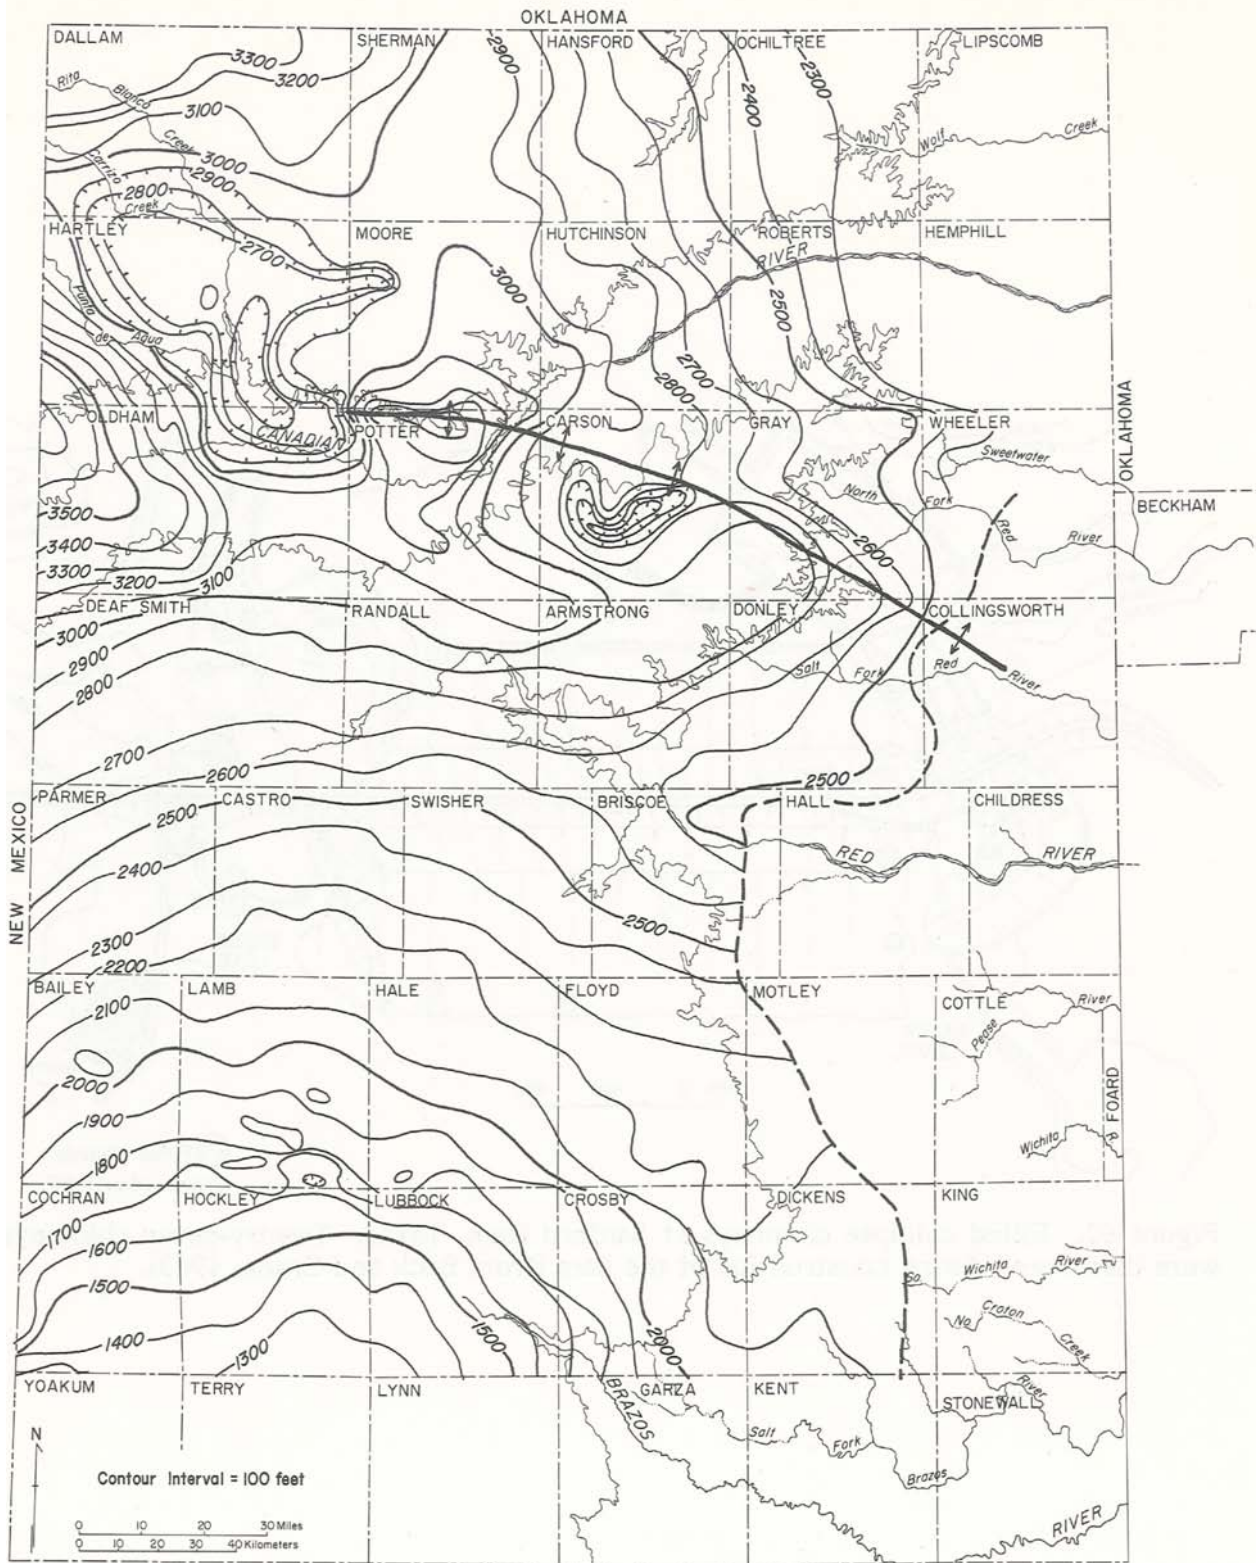 OKLAHOMA
DALLAM
SHERMAN
HANSFORD
OCHILTREE
LIPSCOMB
3300
3200
3100
3000
2900
2800
2700
2900
2400
2300
Rita
Blanco
Creek
Carrizo
Creek
Wolf
Creek
HARTLEY
MOORE
HUTCHINSON
ROBERTS
HEMPHILL
RIVER
Punta
de
Agua
3000
2500
2700
2800
OLDHAM
CANADIAN
POTTER
CARSON
GRAY
WHEELER
OKLAHOMA
Sweetwater
North
Fork
Red
River
BECKHAM
3500
3400
3300
3200
3100
2600
DEAF SMITH
RANDALL
ARMSTRONG
DONLEY
COLLINGSWORTH
3000
2900
2800
2700
2600
Salt
Fork
Red
River
2500
NEW MEXICO
PARMER
CASTRO
SWISHER
BRISCOE
HALL
CHILDRESS
2500
2400
2300
2200
2500
RED
RIVER
BAILEY
LAMB
HALE
FLOYD
MOTLEY
COTTLE
2100
2000
1900
1800
Pease
River
FOARD
Wichita
COCHRAN
HOCKLEY
LUBBOCK
CROSBY
DICKENS
KING
1700
1600
1500
1400
1300
1500
2000
So.
Wichita
River
No.
Croton
Creek
YOAKUM
TERRY
LYNN
GARZA
KENT
STONEWALL
River
BRAZOS
Salt
Fork
Brazos
RIVER
N
Contour Interval = 100 feet
0 10 20 30 Miles
0 10 20 30 40 Kilometers